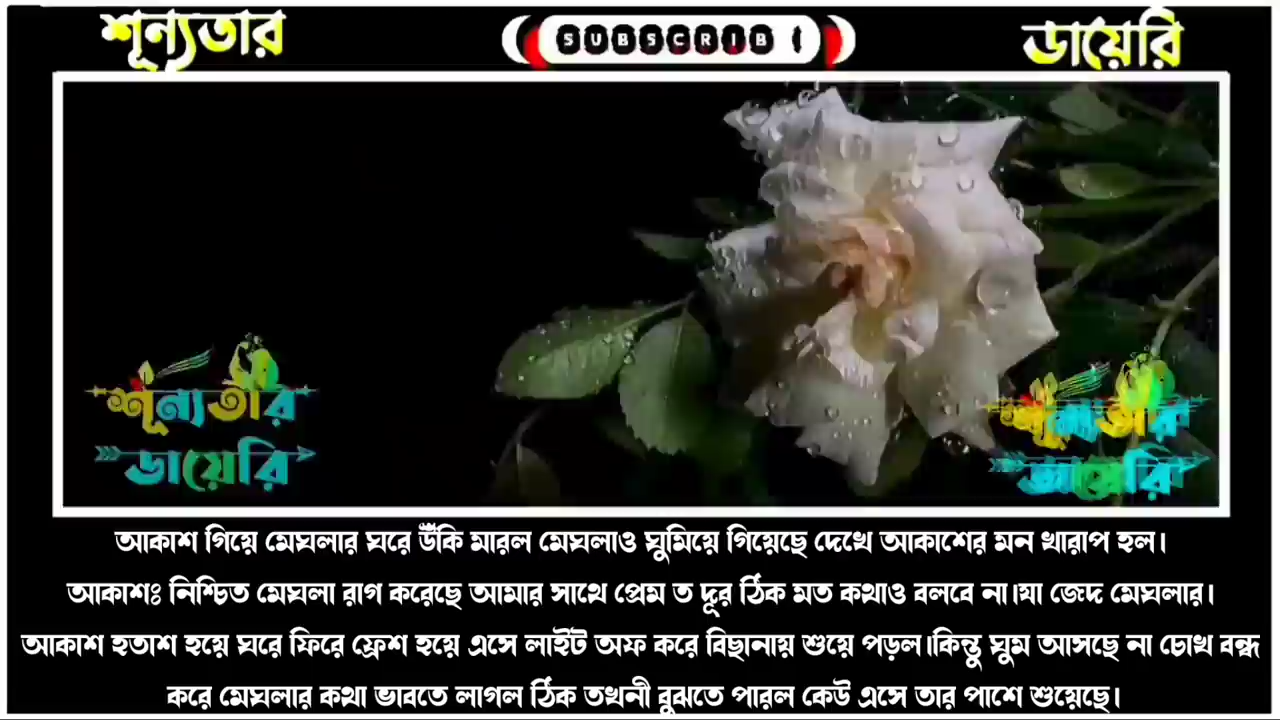 শূন্যতার
SUBSCRIB
ডায়েরি
শূন্যতার
ডায়েরি
শূন্যতার
ডায়েরি
আকাশ গিয়ে মেঘলার ঘরে উঁকি মারল মেঘলাও ঘুমিয়ে গিয়েছে দেখে আকাশের মন খারাপ হল।
আকাশঃ নিশ্চিত মেঘলা রাগ করেছে আমার সাথে প্রেম ত দূর ঠিক মত কথাও বলবে না।যা জেদ মেঘলার।
আকাশ হতাশ হয়ে ঘরে ফিরে ফ্রেশ হয়ে এসে লাইট অফ করে বিছানায় শুয়ে পড়ল।কিন্তু ঘুম আসছে না চোখ বন্ধ
করে মেঘলার কথা ভাবতে লাগল ঠিক তখনী বুঝতে পারল কেউ এসে তার পাশে শুয়েছে।